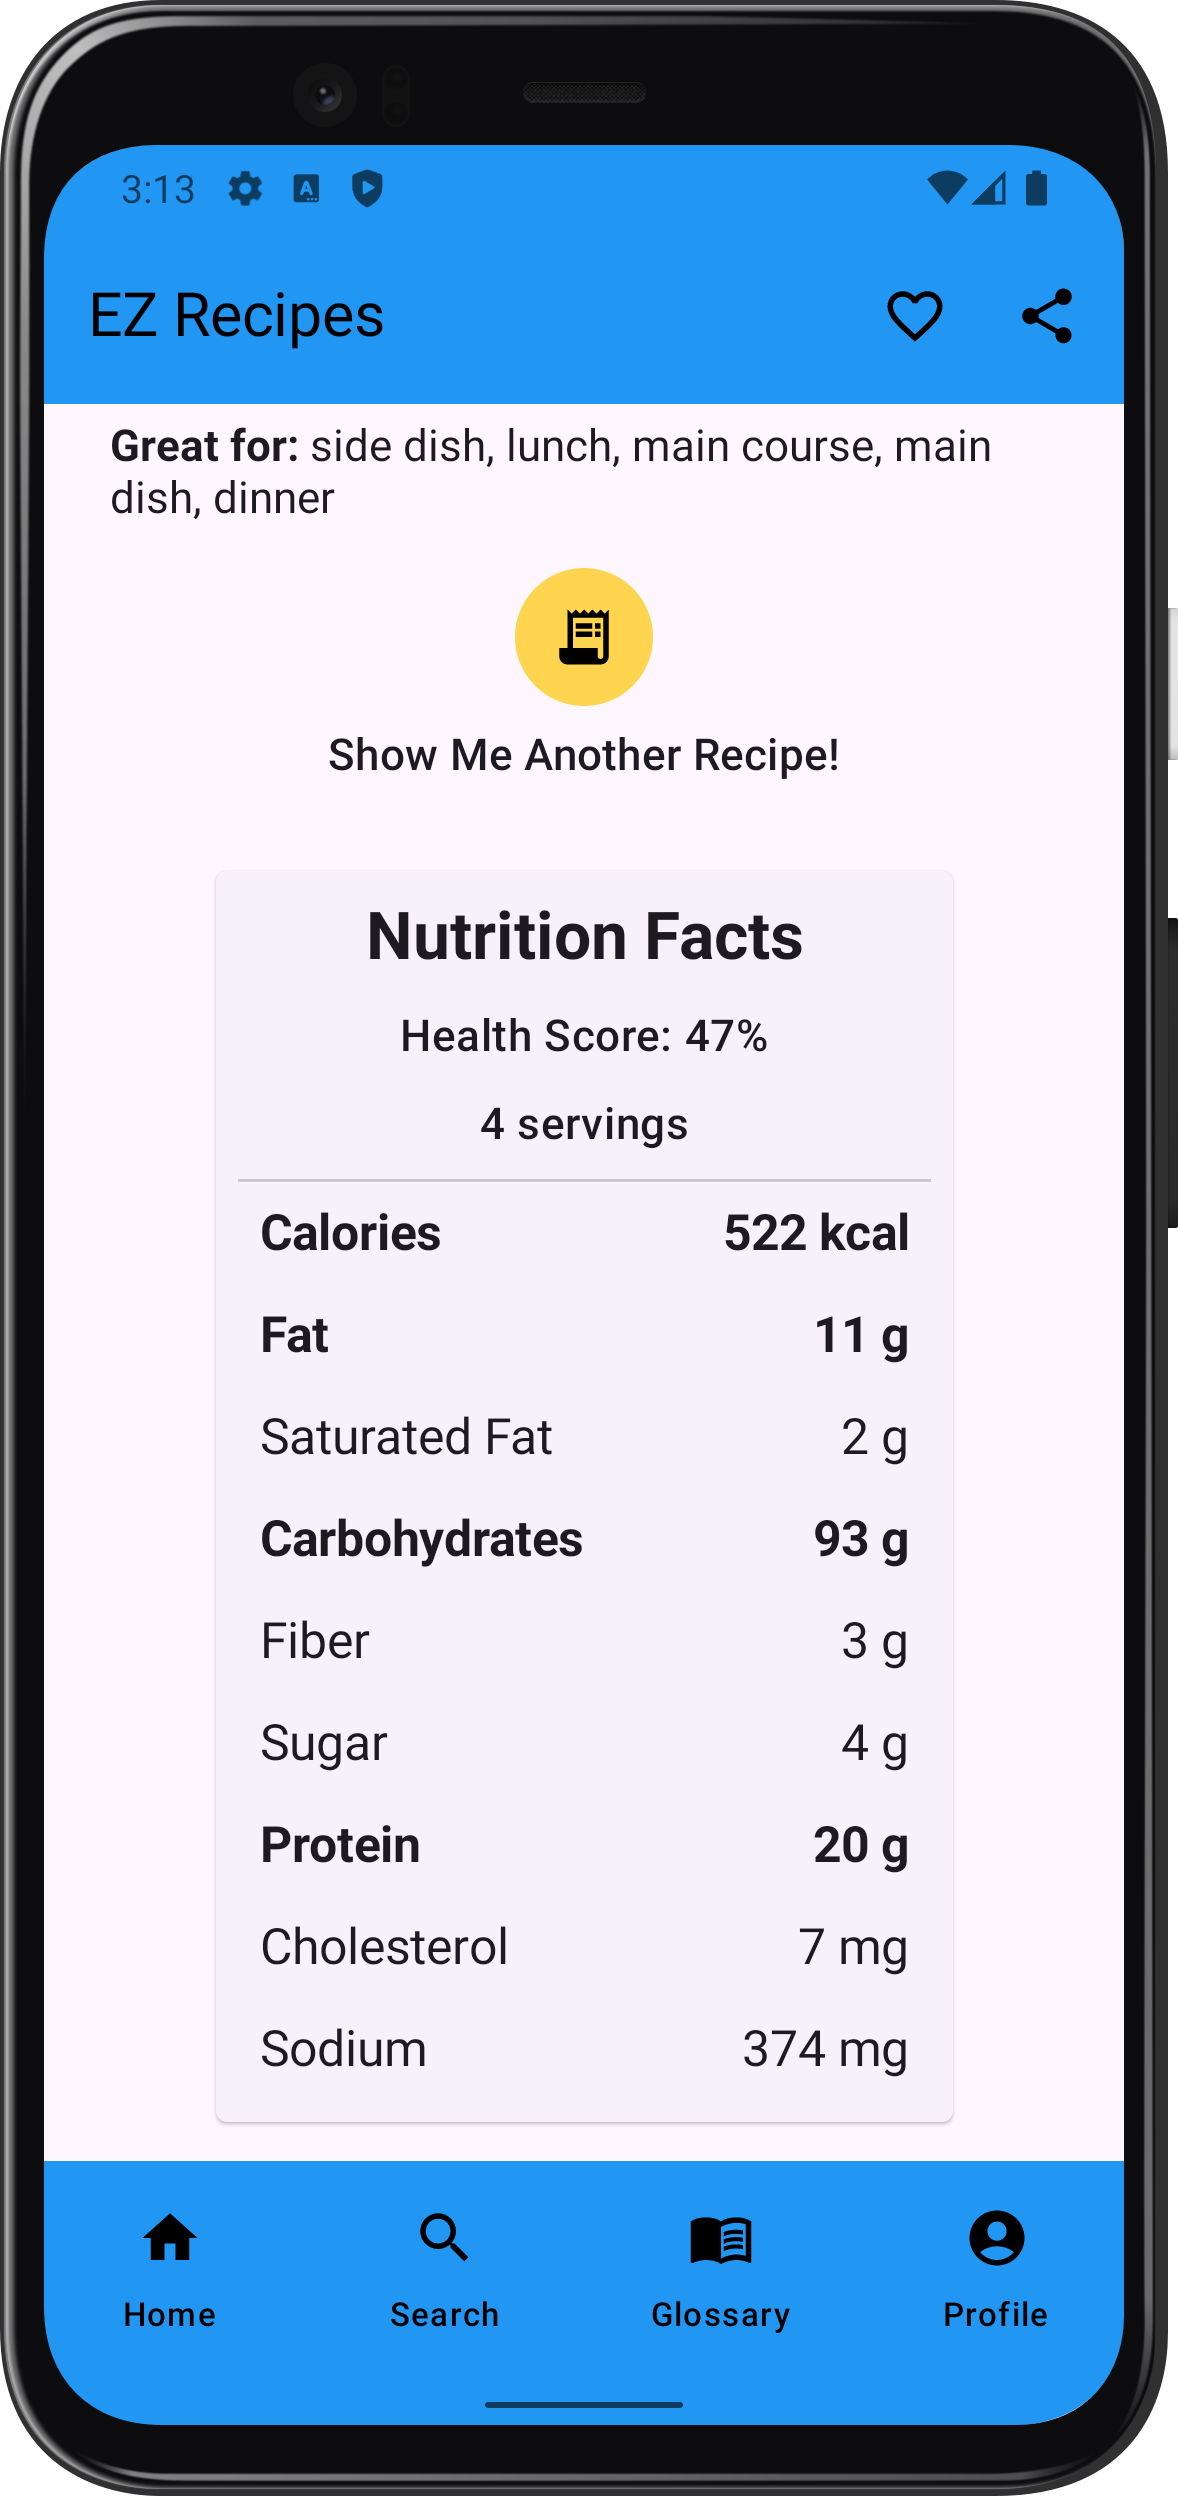 3:13
EZ Recipes
Great for: side dish, lunch, main course, main
dish, dinner
Show Me Another Recipe!
Nutrition Facts
Health Score: 47%
4 servings
Calories 522 kcal
Fat 11 g
Saturated Fat 2 g
Carbohydrates 93 g
Fiber 3 g
Sugar 4 g
Protein 20 g
Cholesterol 7 mg
Sodium 374 mg
Home Search Glossary Profile